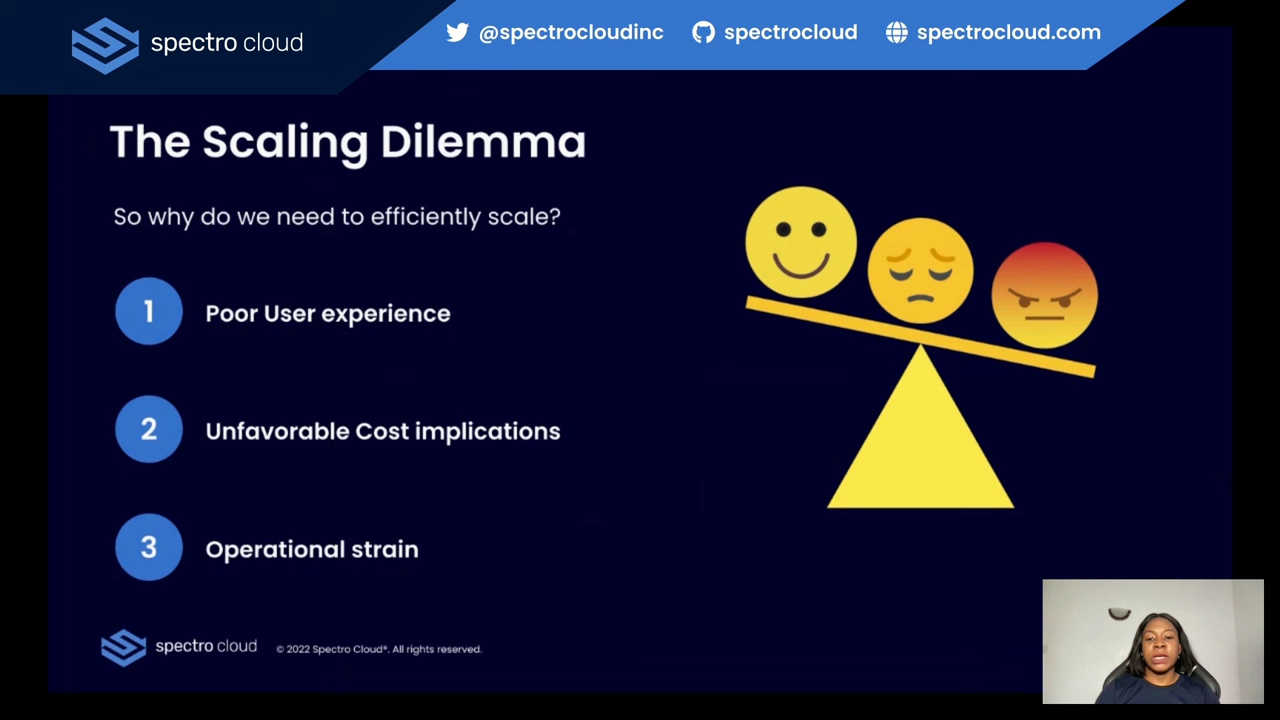 spectro cloud
@spectrocloudinc
spectrocloud
spectrocloud.com
The Scaling Dilemma
So why do we need to efficiently scale?
1
Poor User experience
2
Unfavorable Cost implications
3
Operational strain
spectro cloud
© 2022 Spectro Cloud®. All rights reserved.